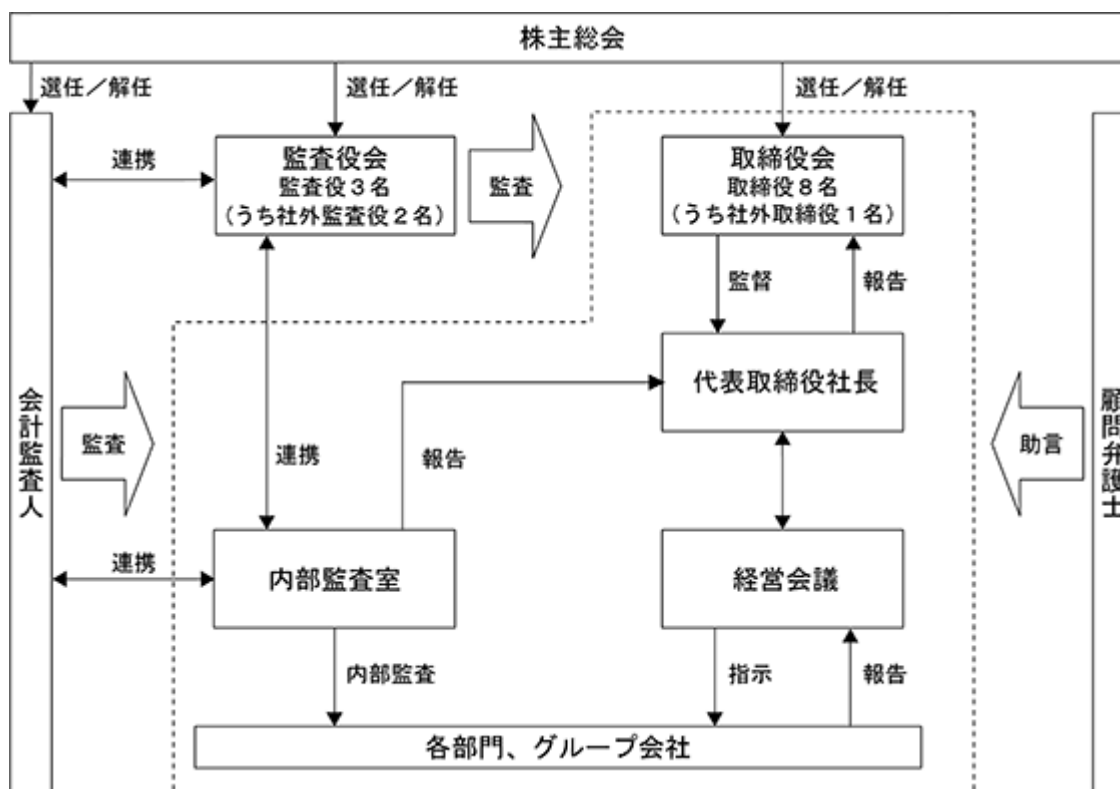 株主総会
選任／解任
選任／解任
選任／解任
連携
監査役会
監査役３名
（うち社外監査役２名）
監査
取締役会
取締役８名
（うち社外取締役１名）
監督
報告
代表取締役社長
会計監査人
監査
連携
報告
助言
顧問弁護士
連携
内部監査室
経営会議
内部監査
指示
報告
各部門、グループ会社